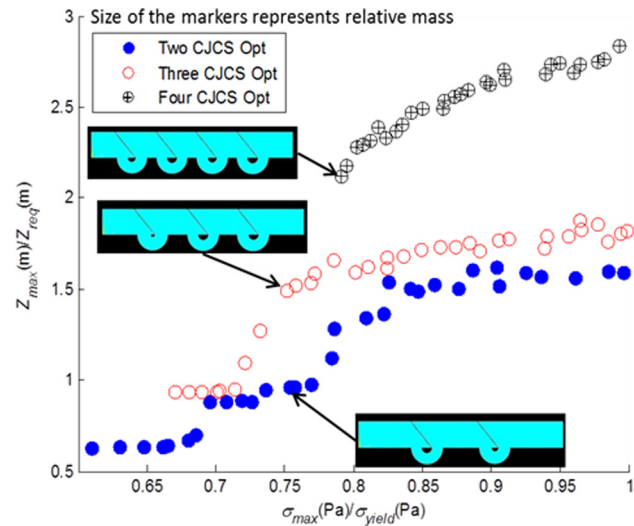 Size of the markers represents relative mass
3
Two CJCS Opt
Three CJCS Opt
Four CJCS Opt
2.5
2
1.5
1
0.5
Z_max(m)/Z_req(m)
0.65 0.7 0.75 0.8 0.85 0.9 0.95 1
σ_max(Pa)/σ_yield(Pa)